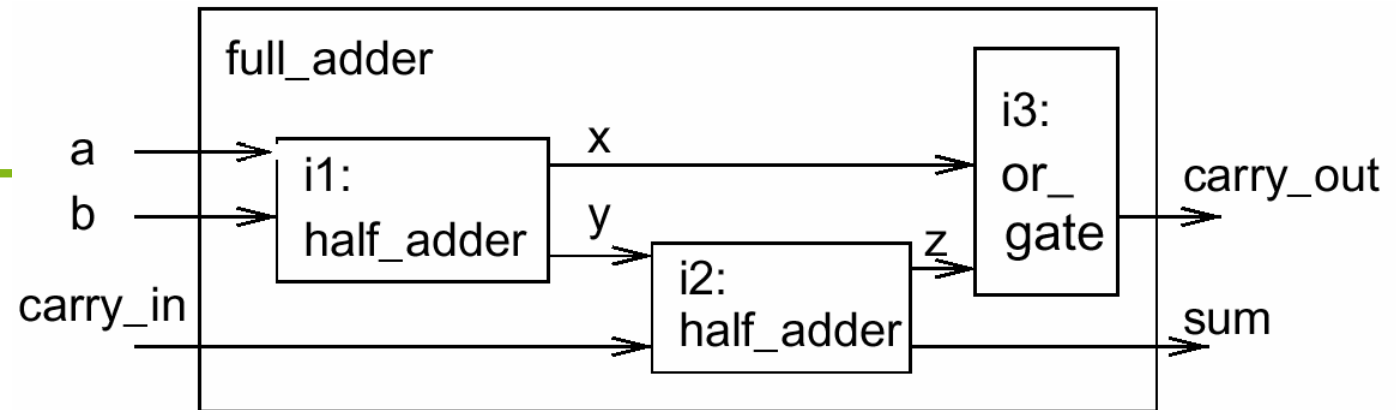 full_adder
a
b
carry_in
i1:
half_adder
x
y
i2:
half_adder
z
i3:
or_
gate
carry_out
sum